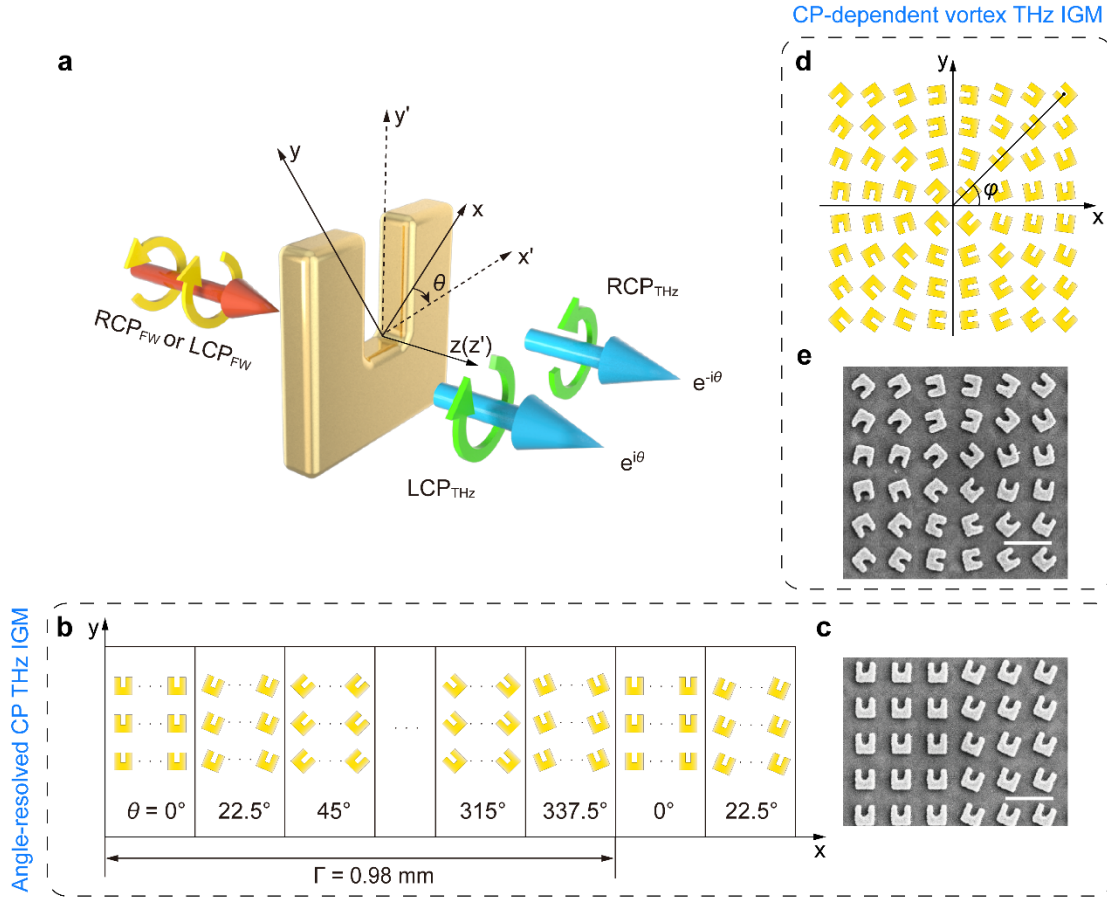 CP-dependent vortex THz IGM
a
y'
y
x
x'
θ
z(z')
RCP_FW or LCP_FW
RCP_THz
e^-iθ
LCP_THz
e^iθ
d
y
x
φ
e
Angle-resolved CP THz IGM
b
y
θ = 0°
22.5°
45°
315°
337.5°
0°
22.5°
x
Γ = 0.98 mm
c